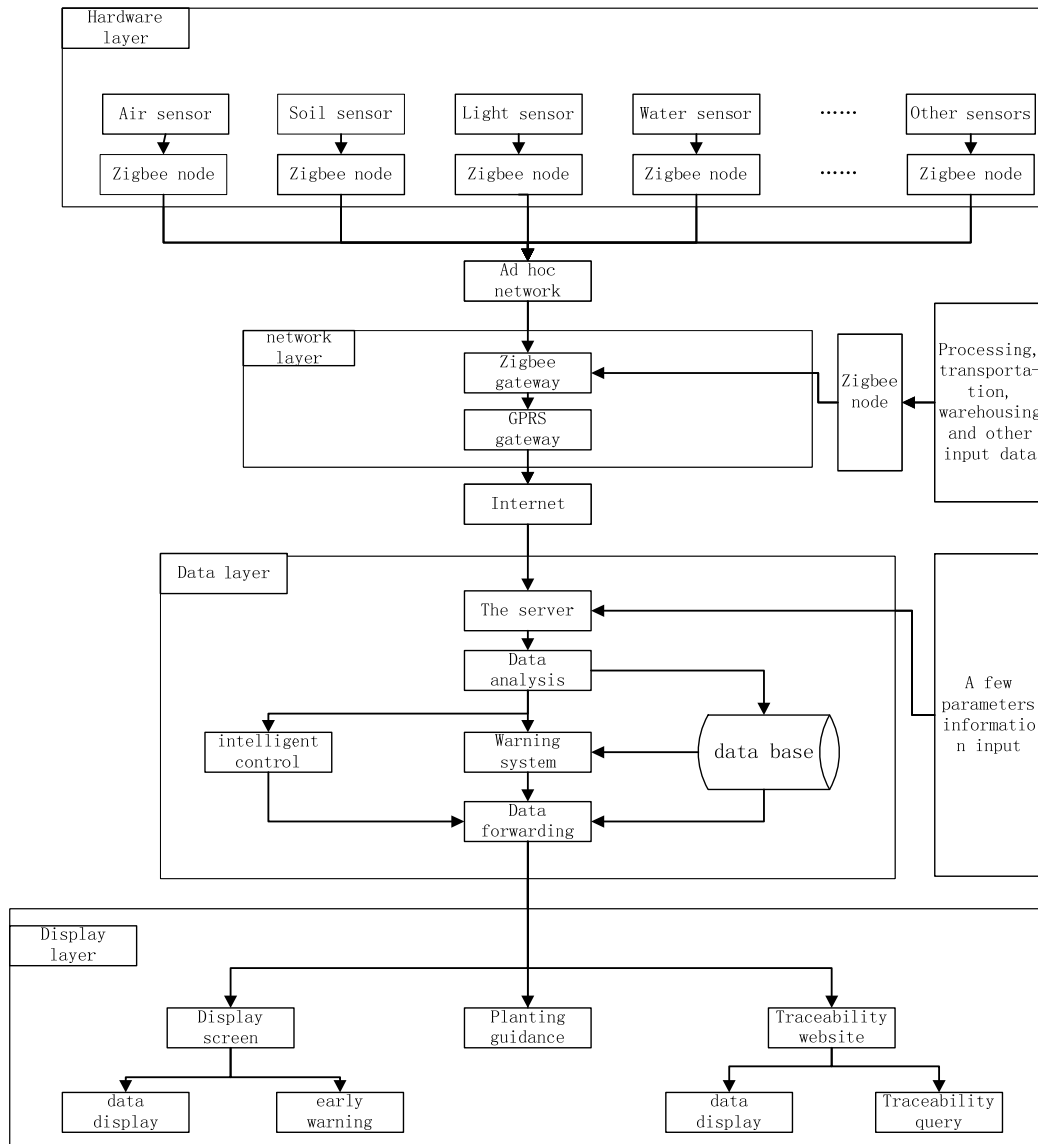 Hardware
layer
Air sensor
Soil sensor
Light sensor
Water sensor
……
Other sensors
Zigbee node
Zigbee node
Zigbee node
Zigbee node
……
Zigbee node
Ad hoc
network
network
layer
Zigbee
gateway
GPRS
gateway
Zigbee
node
Processing,
transporta-
tion,
warehousing
and other
input data
Internet
Data layer
The server
Data
analysis
intelligent
control
Warning
system
data base
Data
forwarding
A few
parameters
informatio
n input
Display
layer
Display
screen
Planting
guidance
Traceability
website
data
display
early
warning
data
display
Traceability
query